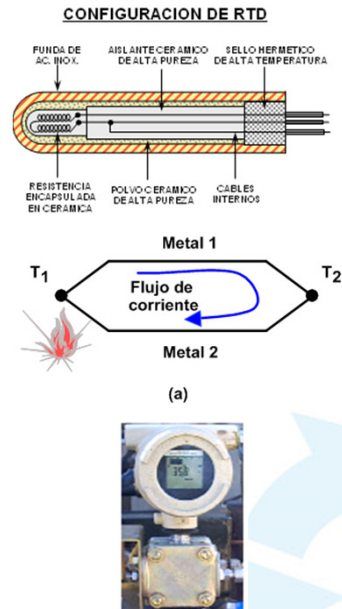 CONFIGURACION DE RTD
FUNDA DE
AC. INOX.
AISLANTE CERAMICO
DE ALTA PUREZA
SELLO HERMETICO
DE ALTA TEMPERATURA
RESISTENCIA
ENCAPSULADA
EN CERAMICA
POLVO CERAMICO
DE ALTA PUREZA
CABLES
INTERNOS
Metal 1
T1
T2
Flujo de
corriente
Metal 2
(a)